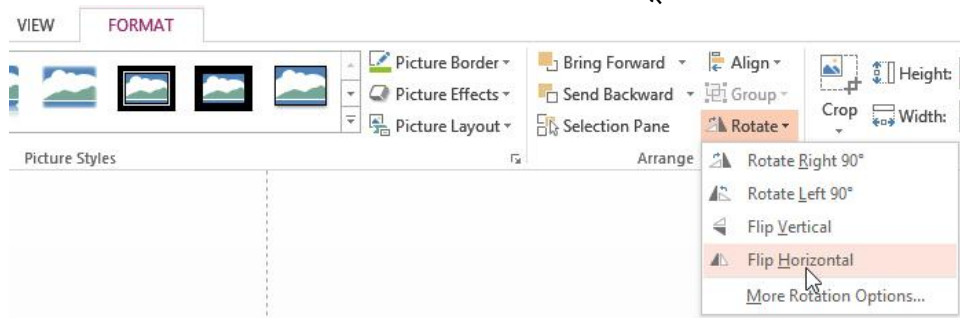 VIEW FORMAT
Picture Border
Bring Forward
Align
Height:
Picture Effects
Send Backward
Group
Picture Layout
Selection Pane
Rotate
Crop
Width:
Picture Styles
Arrange
Rotate Right 90°
Rotate Left 90°
Flip Vertical
Flip Horizontal
More Rotation Options...